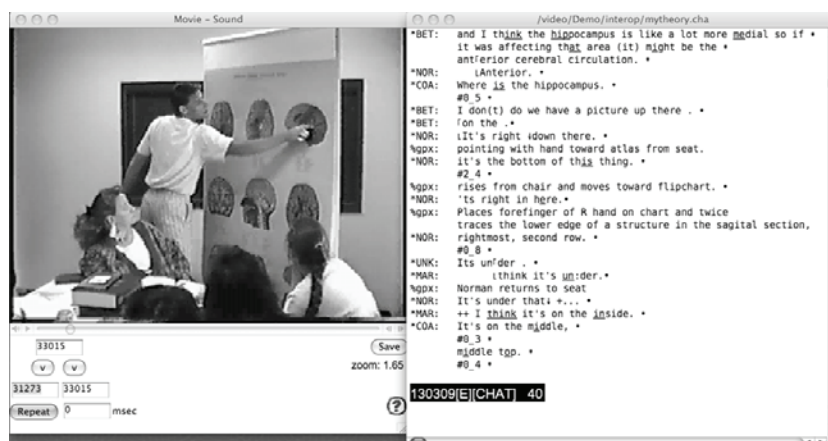 Movie – Sound
33015
Save
v v
zoom: 1.65
31273 33015
Repeat 0 msec
?
/video/Demo/interop/mytheory.cha
*BET: and I think the hippocampus is like a lot more medial so if •
it was affecting that area (it) might be the •
ant⌈erior cerebral circulation. •
*NOR: ⌊Anterior. •
*COA: Where is the hippocampus. •
#0_5 •
*BET: I don(t) do we have a picture up there . •
*BET: ⌈on the .•
*NOR: ⌊It's right ↓down there. •
%gpx: pointing with hand toward atlas from seat.
*NOR: it's the bottom of this thing. •
#2_4 •
%gpx: rises from chair and moves toward flipchart. •
*NOR: 'ts right in here.•
%gpx: Places forefinger of R hand on chart and twice
traces the lower edge of a structure in the sagital section,
*NOR: rightmost, second row. •
#0_8 •
*UNK: Its un⌈der . •
*MAR: ⌊think it's un:der.•
%gpx: Norman returns to seat
*NOR: It's under that↓ +... •
*MAR: ++ I think it's on the inside. •
*COA: It's on the middle, •
#0_3 •
middle top. •
#0_4 •
130309[E][CHAT] 40